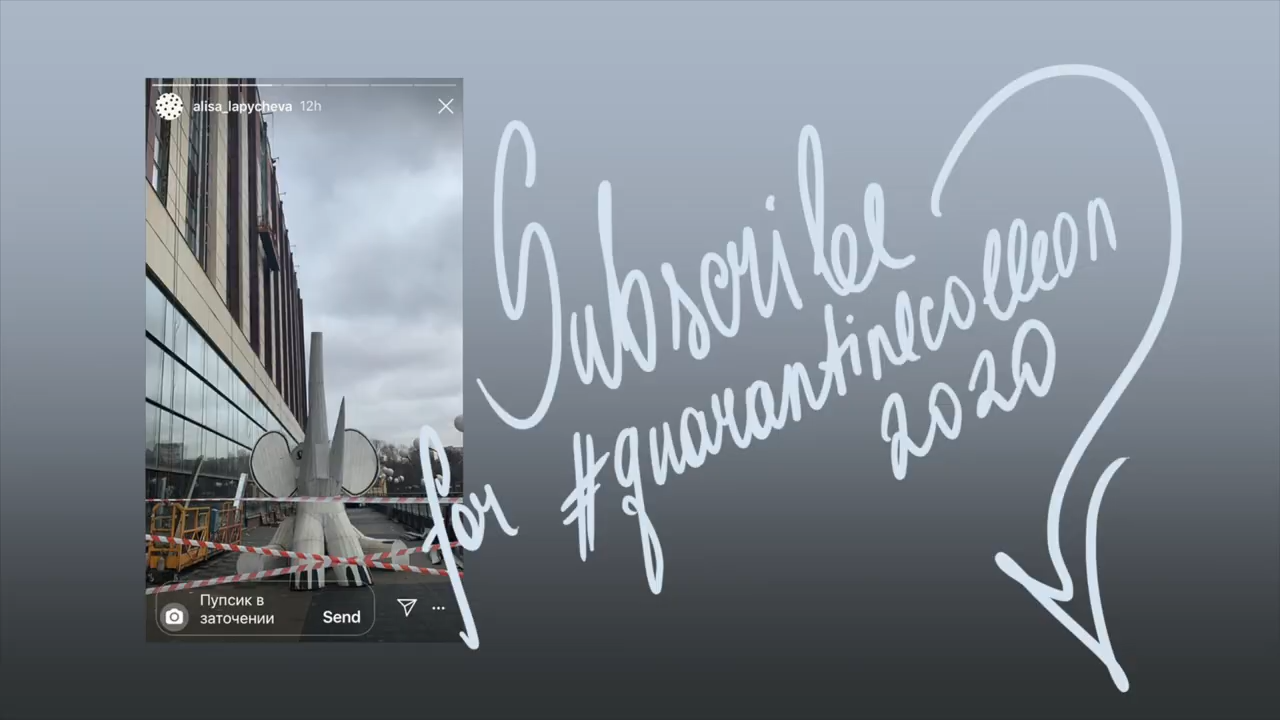 alisa_lapycheva 12h
Пупсик в
заточении
Send
Subscribe
for #quarantinecolleon
2020